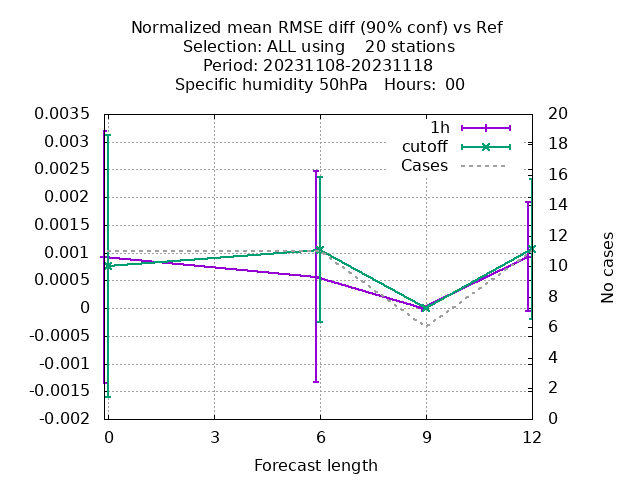 Normalized mean RMSE diff (90% conf) vs Ref
Selection: ALL using    20 stations
Period: 20231108-20231118
Specific humidity 50hPa   Hours:  00
0.0035
0.003
0.0025
0.002
0.0015
0.001
0.0005
0
-0.0005
-0.001
-0.0015
-0.002
1h
cutoff
Cases
20
18
16
14
12
10
8
6
4
2
0
No cases
0 3 6 9 12
Forecast length